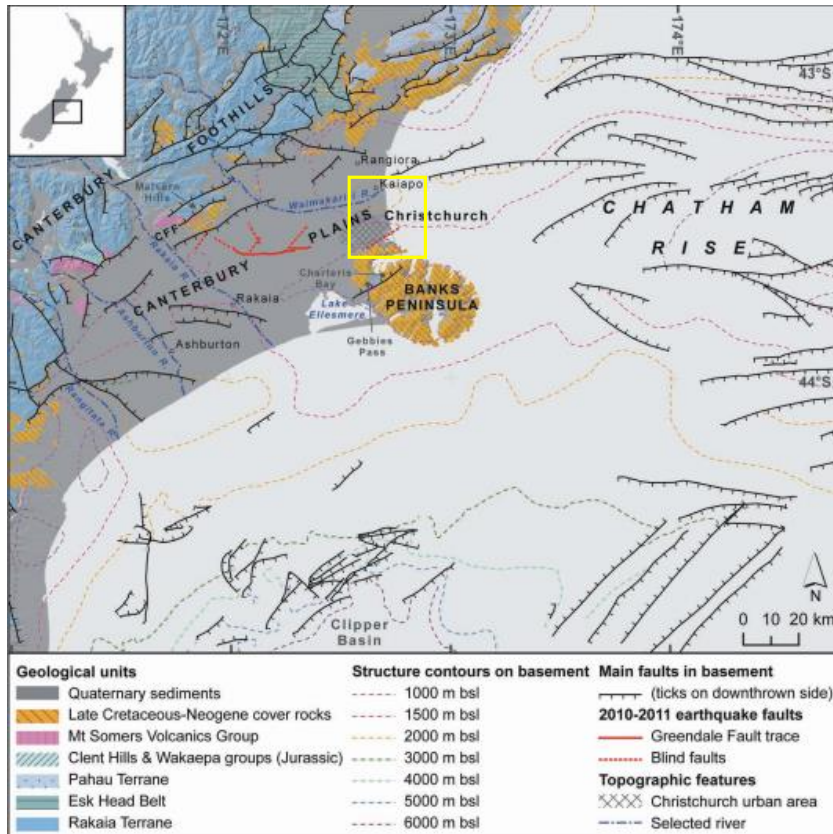 172°E
173°E
174°E
43°S
FOOTHILLS
CANTERBURY
Rangiora
Kaiapo
Malvern
Hills
Waimakariri R.
PLAINS
Christchurch
CHATHAM
RISE
CFF
Rakaia R.
CANTERBURY
Charteris
Bay
BANKS
PENINSULA
Rakaia
Lake
Ellesmere
Ashburton R.
Gebbies
Pass
Ashburton
44°S
Rangitata R.
N
Clipper
Basin
0 10 20 km
Geological units
Quaternary sediments
Late Cretaceous-Neogene cover rocks
Mt Somers Volcanics Group
Clent Hills & Wakaepa groups (Jurassic)
Pahau Terrane
Esk Head Belt
Rakaia Terrane
Structure contours on basement
1000 m bsl
1500 m bsl
2000 m bsl
3000 m bsl
4000 m bsl
5000 m bsl
6000 m bsl
Main faults in basement
(ticks on downthrown side)
2010-2011 earthquake faults
Greendale Fault trace
Blind faults
Topographic features
Christchurch urban area
Selected river